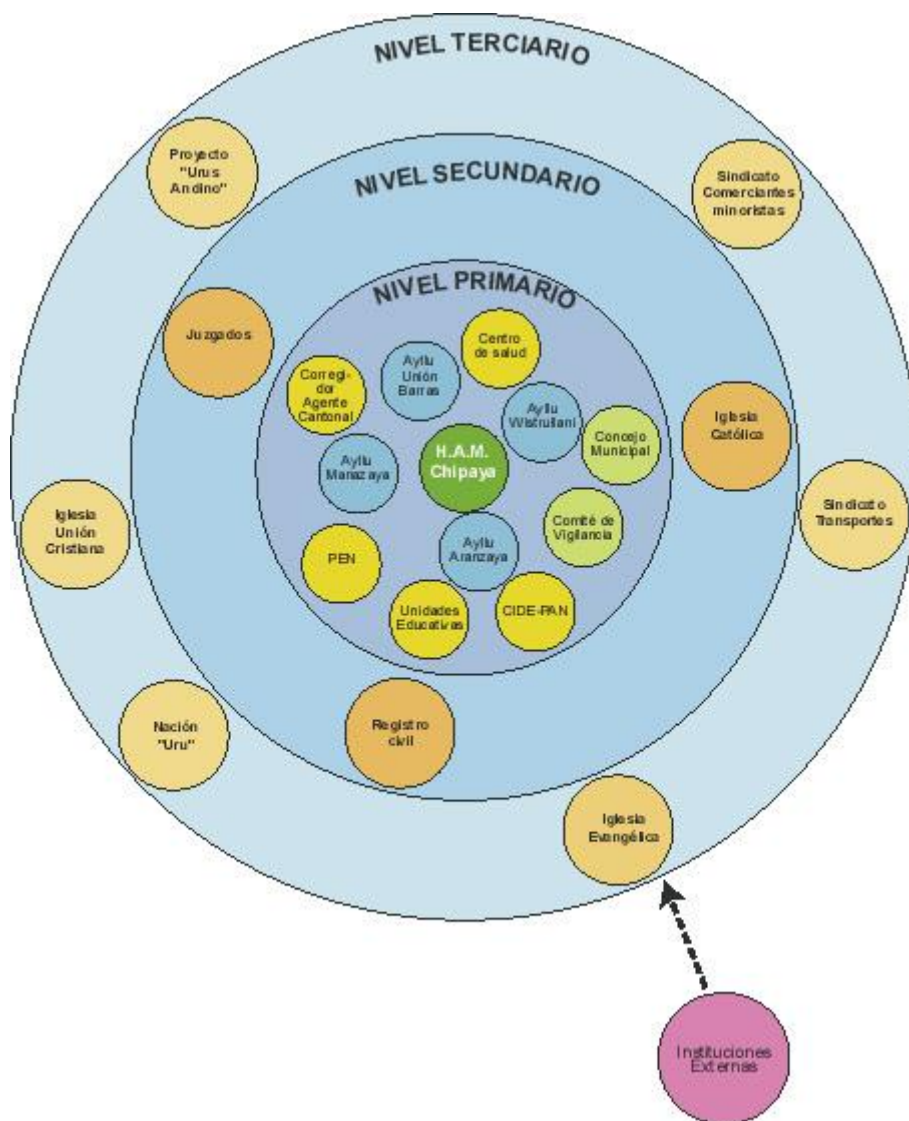 NIVEL TERCIARIO
Proyecto
"Urus
Andino"
Sindicato
Comerciantes
minoristas
NIVEL SECUNDARIO
Juzgados
NIVEL PRIMARIO
Centro
de salud
Ayllu
Unión
Barras
Corregi-
dor
Agente
Cantonal
Ayllu
Wistrullani
Iglesia
Católica
Concejo
Municipal
H.A.M.
Chipaya
Ayllu
Manazaya
Iglesia
Unión
Cristiana
Sindicato
Transportes
Comité de
Vigilancia
Ayllu
Aranzaya
PEN
Unidades
Educativas
CIDE-PAN
Nación
"Uru"
Registro
civil
Iglesia
Evangélica
Instituciones
Externas